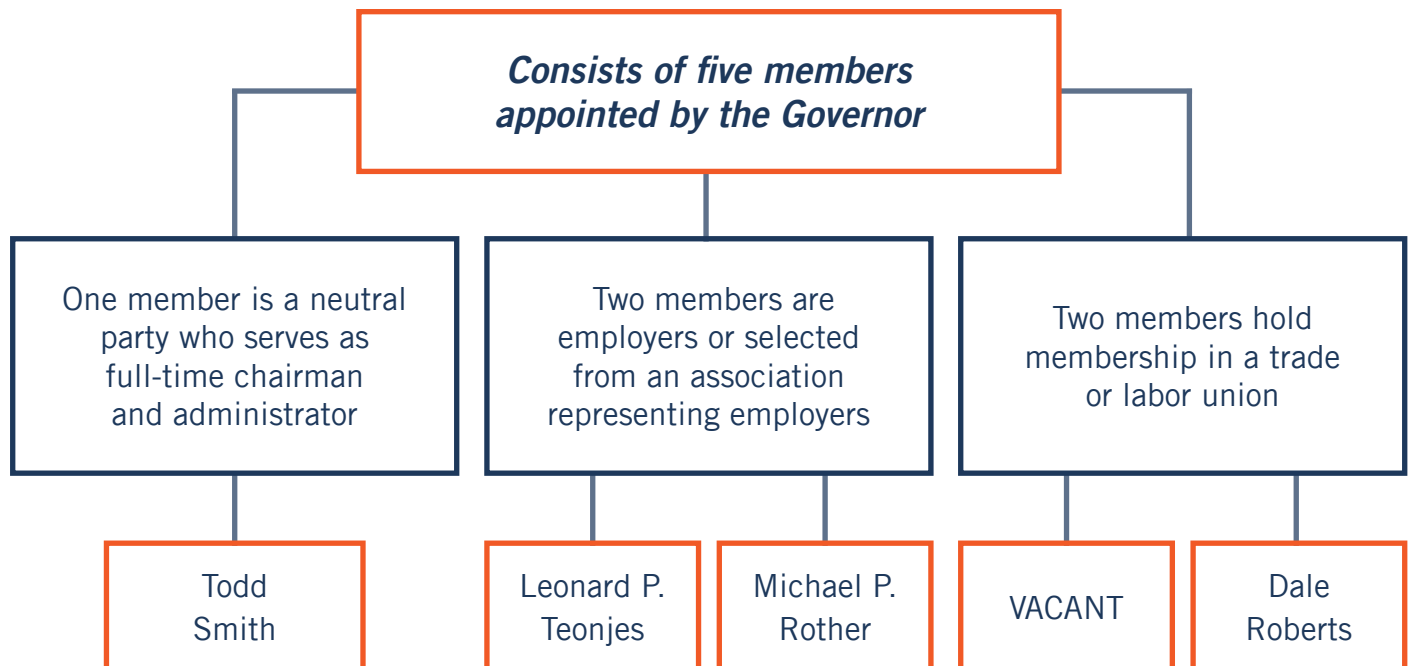 Consists of five members
appointed by the Governor
One member is a neutral
party who serves as
full-time chairman
and administrator
Two members are
employers or selected
from an association
representing employers
Two members hold
membership in a trade
or labor union
Todd
Smith
Leonard P.
Teonjes
Michael P.
Rother
VACANT
Dale
Roberts